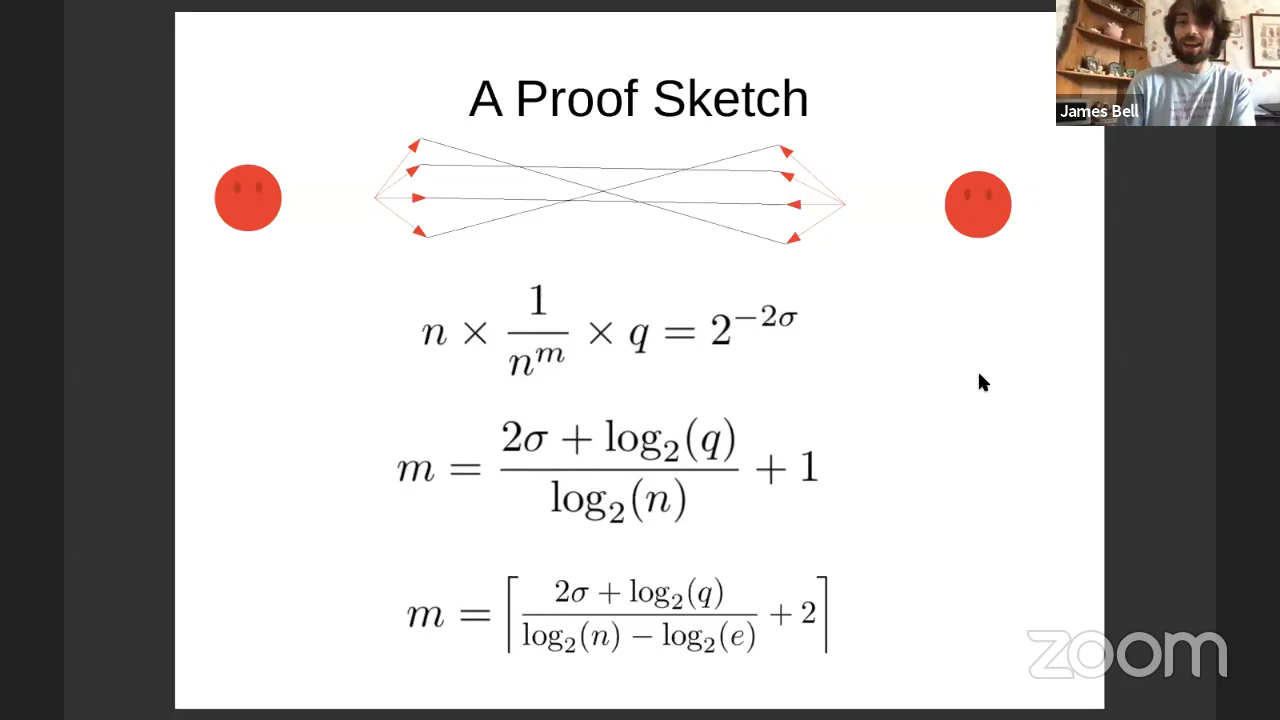 A Proof Sketch
James Bell
n × 1/n^m × q = 2^{-2σ}
m = (2σ + log₂(q))/(log₂(n)) + 1
m = ⌈(2σ + log₂(q))/(log₂(n) − log₂(e)) + 2⌉
zoom